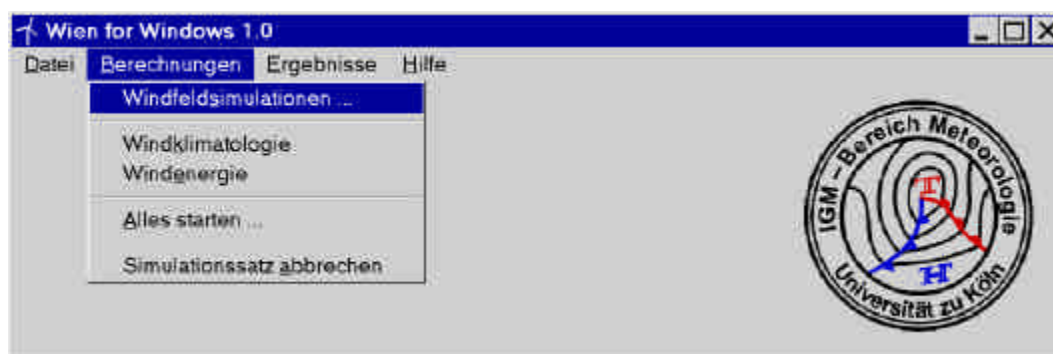 Wien for Windows 1.0
Datei Berechnungen Ergebnisse Hilfe
Windfeldsimulationen ...
Windklimatologie
Windenergie
Alles starten ...
Simulationssatz abbrechen
IGM - Bereich Meteorologie
T
H
Universität zu Köln